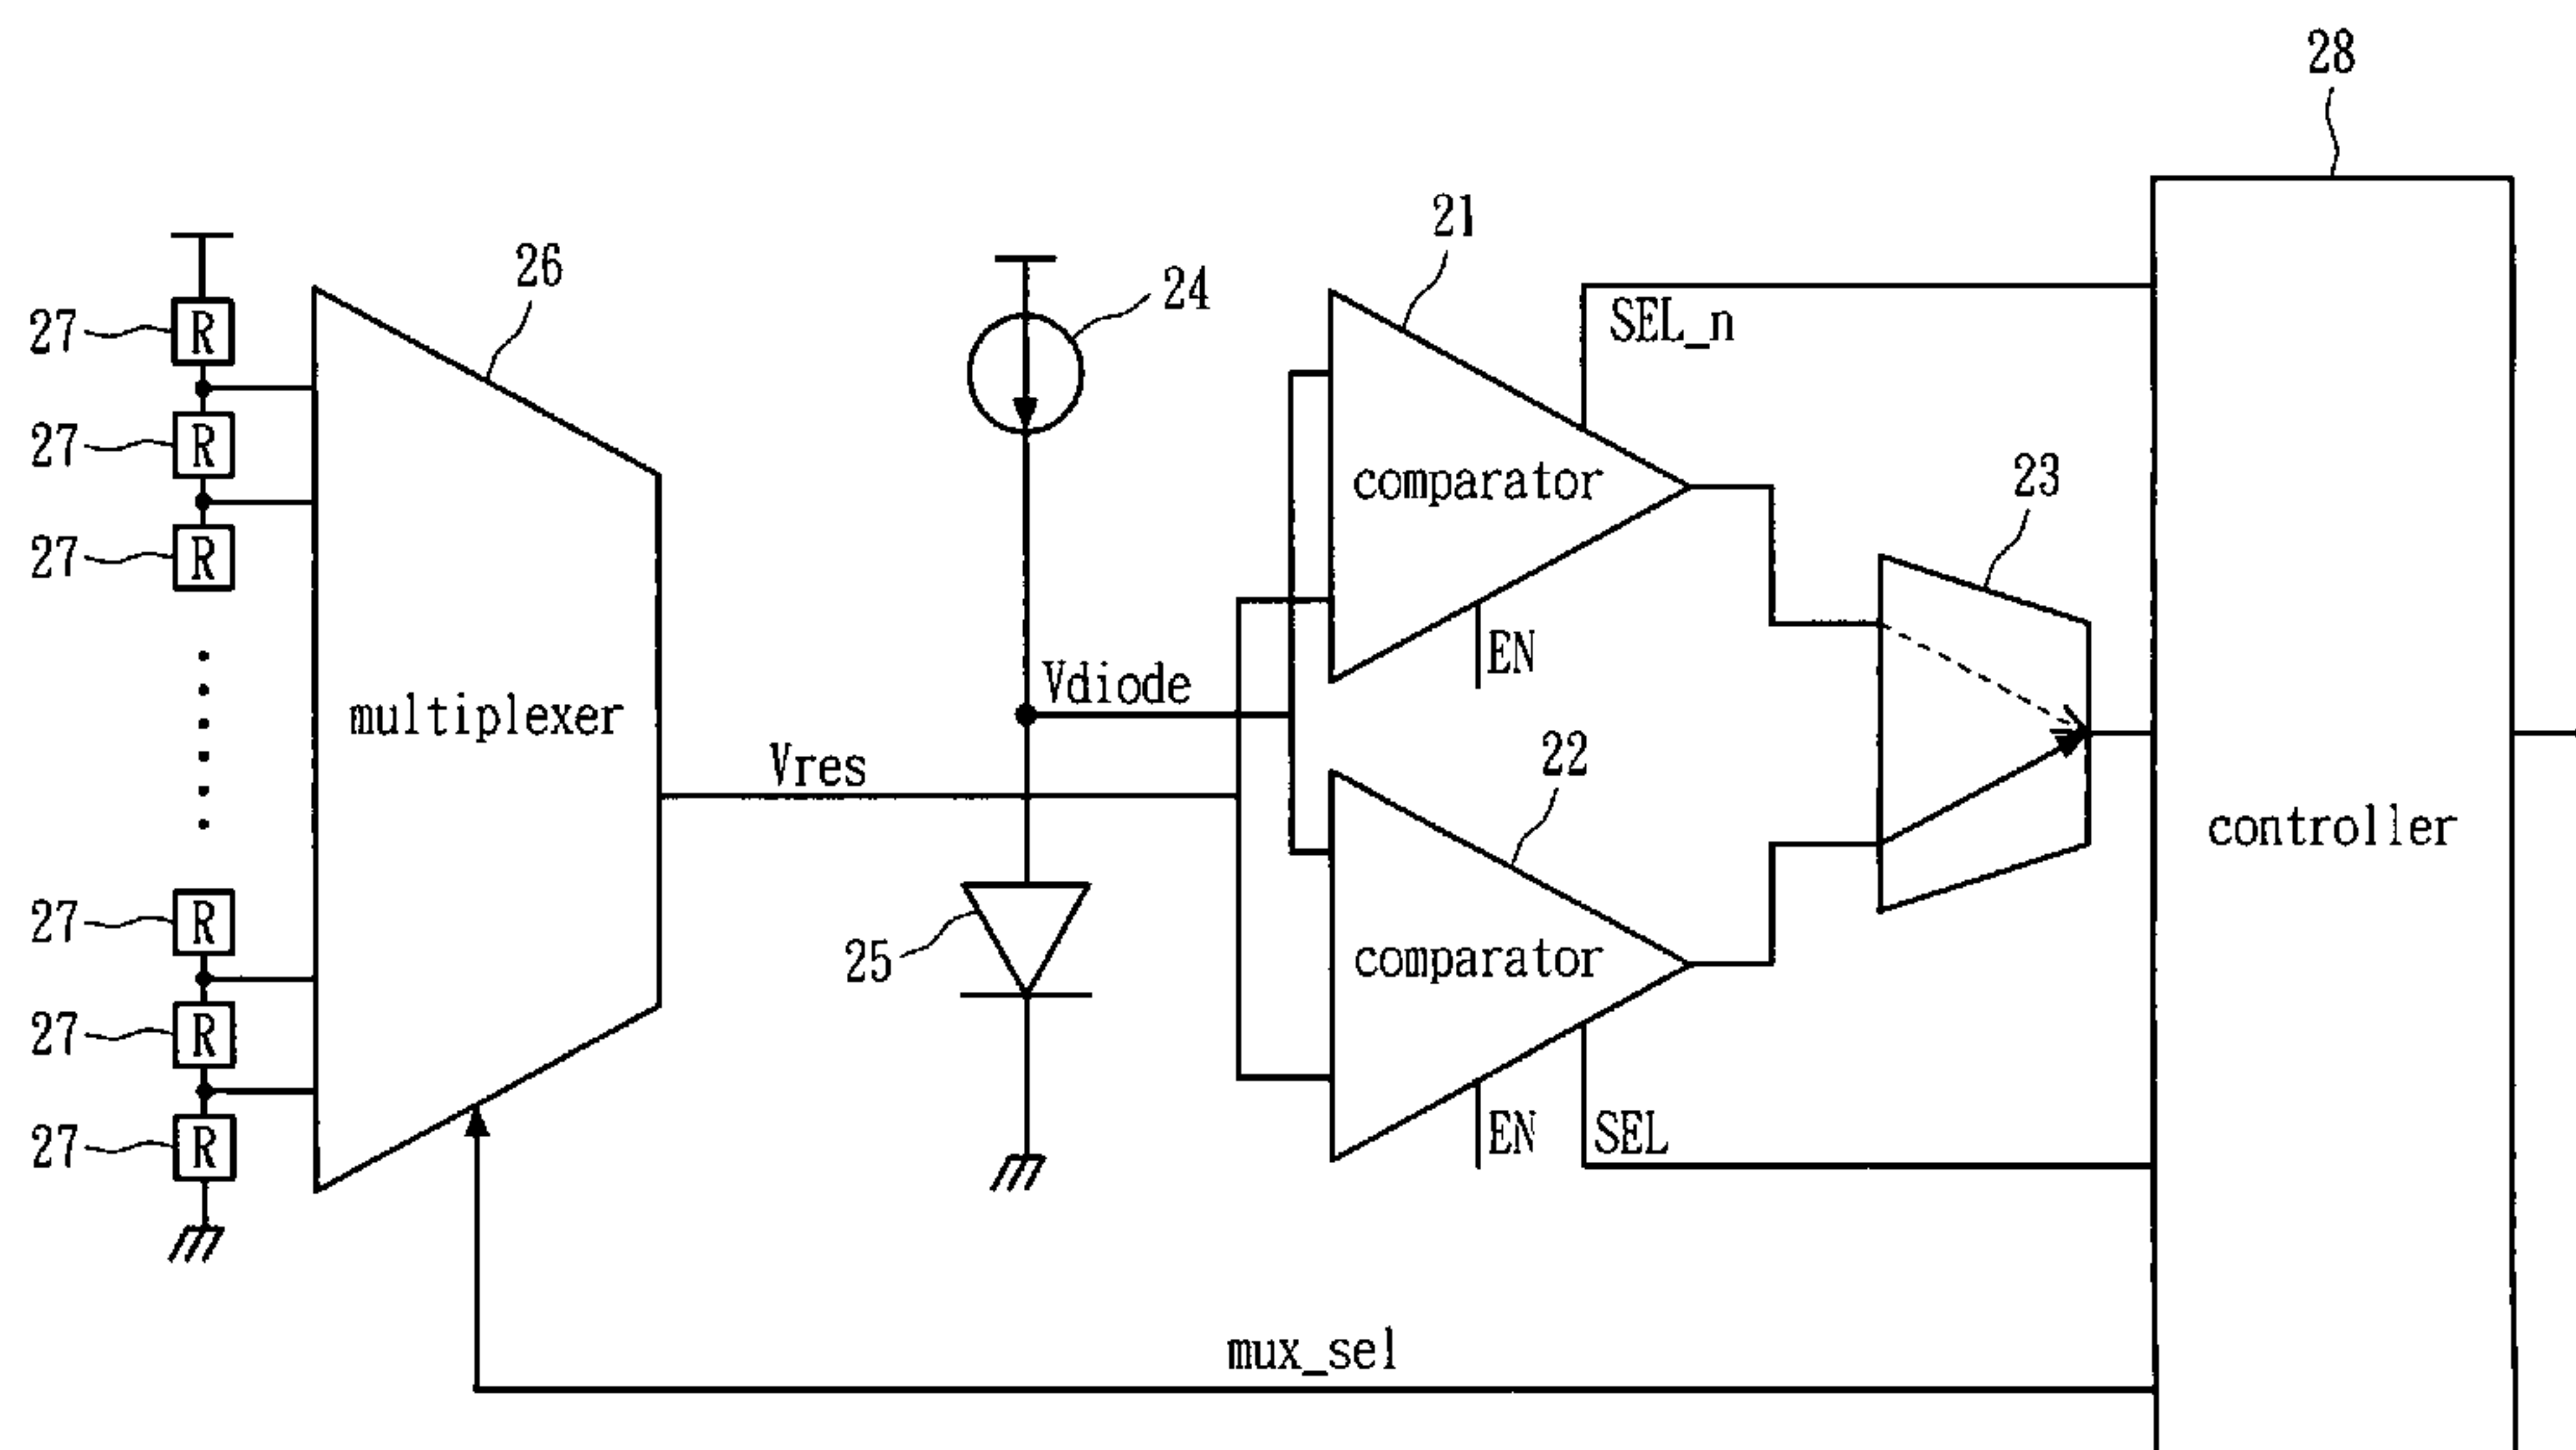 28
21
26
24
27 R
SEL_n
27 R
23
comparator
27 R
EN
Vdiode
multiplexer
22
Vres
controller
27 R
25
comparator
27 R
EN
SEL
27 R
mux_sel